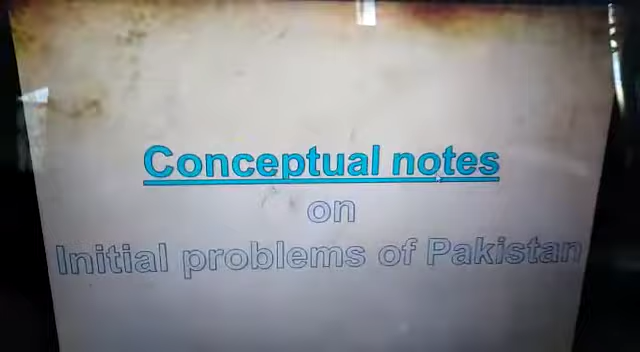 Conceptual notes
on
Initial problems of Pakistan